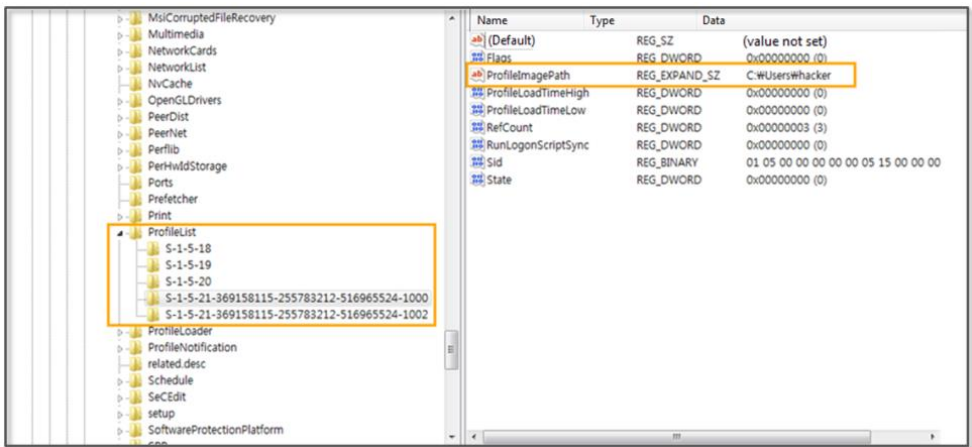 MsiCorruptedFileRecovery
Multimedia
NetworkCards
NetworkList
NvCache
OpenGLDrivers
PeerDist
PeerNet
Perflib
PerHwIdStorage
Ports
Prefetcher
Print
ProfileList
S-1-5-18
S-1-5-19
S-1-5-20
S-1-5-21-369158115-255783212-516965524-1000
S-1-5-21-369158115-255783212-516965524-1002
ProfileLoader
ProfileNotification
related.desc
Schedule
SeCEdit
setup
SoftwareProtectionPlatform
Name Type Data
(Default) REG_SZ (value not set)
Flags REG_DWORD 0x00000000 (0)
ProfileImagePath REG_EXPAND_SZ C:₩Users₩hacker
ProfileLoadTimeHigh REG_DWORD 0x00000000 (0)
ProfileLoadTimeLow REG_DWORD 0x00000000 (0)
RefCount REG_DWORD 0x00000003 (3)
RunLogonScriptSync REG_DWORD 0x00000000 (0)
Sid REG_BINARY 01 05 00 00 00 00 00 05 15 00 00 00
State REG_DWORD 0x00000000 (0)